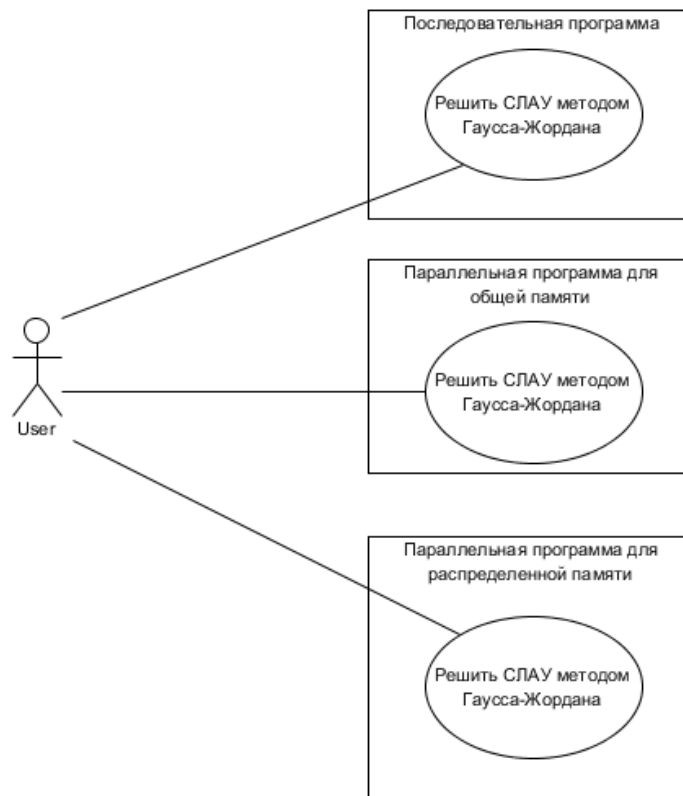 Последовательная программа
Решить СЛАУ методом
Гаусса-Жордана
Параллельная программа для
общей памяти
Решить СЛАУ методом
Гаусса-Жордана
User
Параллельная программа для
распределенной памяти
Решить СЛАУ методом
Гаусса-Жордана